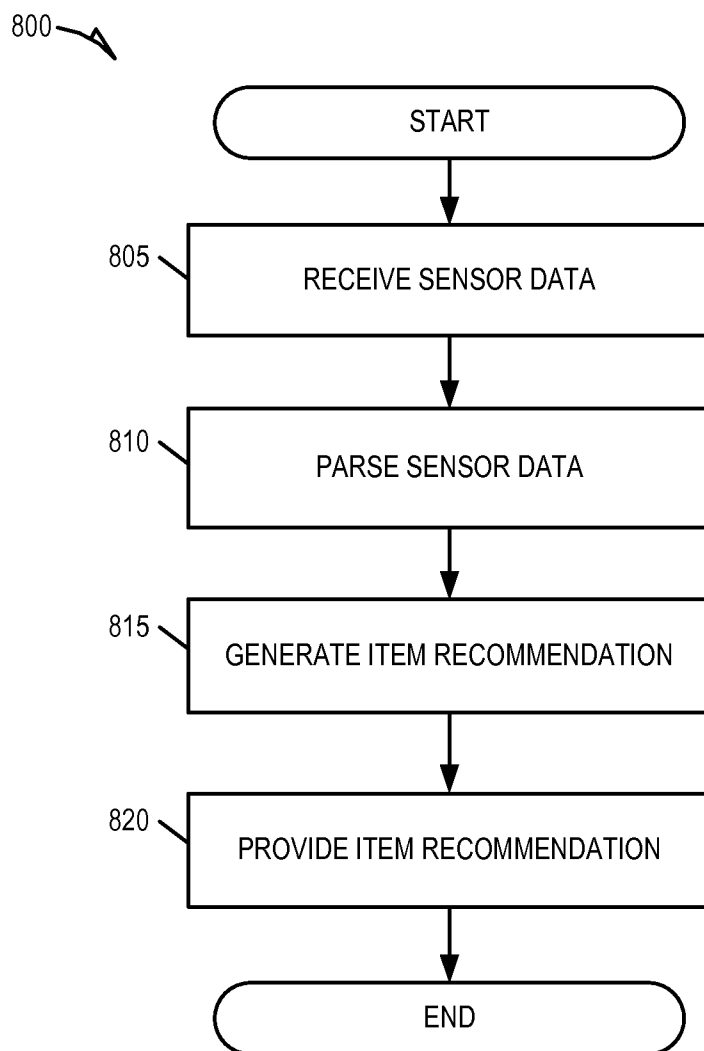 800
START
805
RECEIVE SENSOR DATA
810
PARSE SENSOR DATA
815
GENERATE ITEM RECOMMENDATION
820
PROVIDE ITEM RECOMMENDATION
END